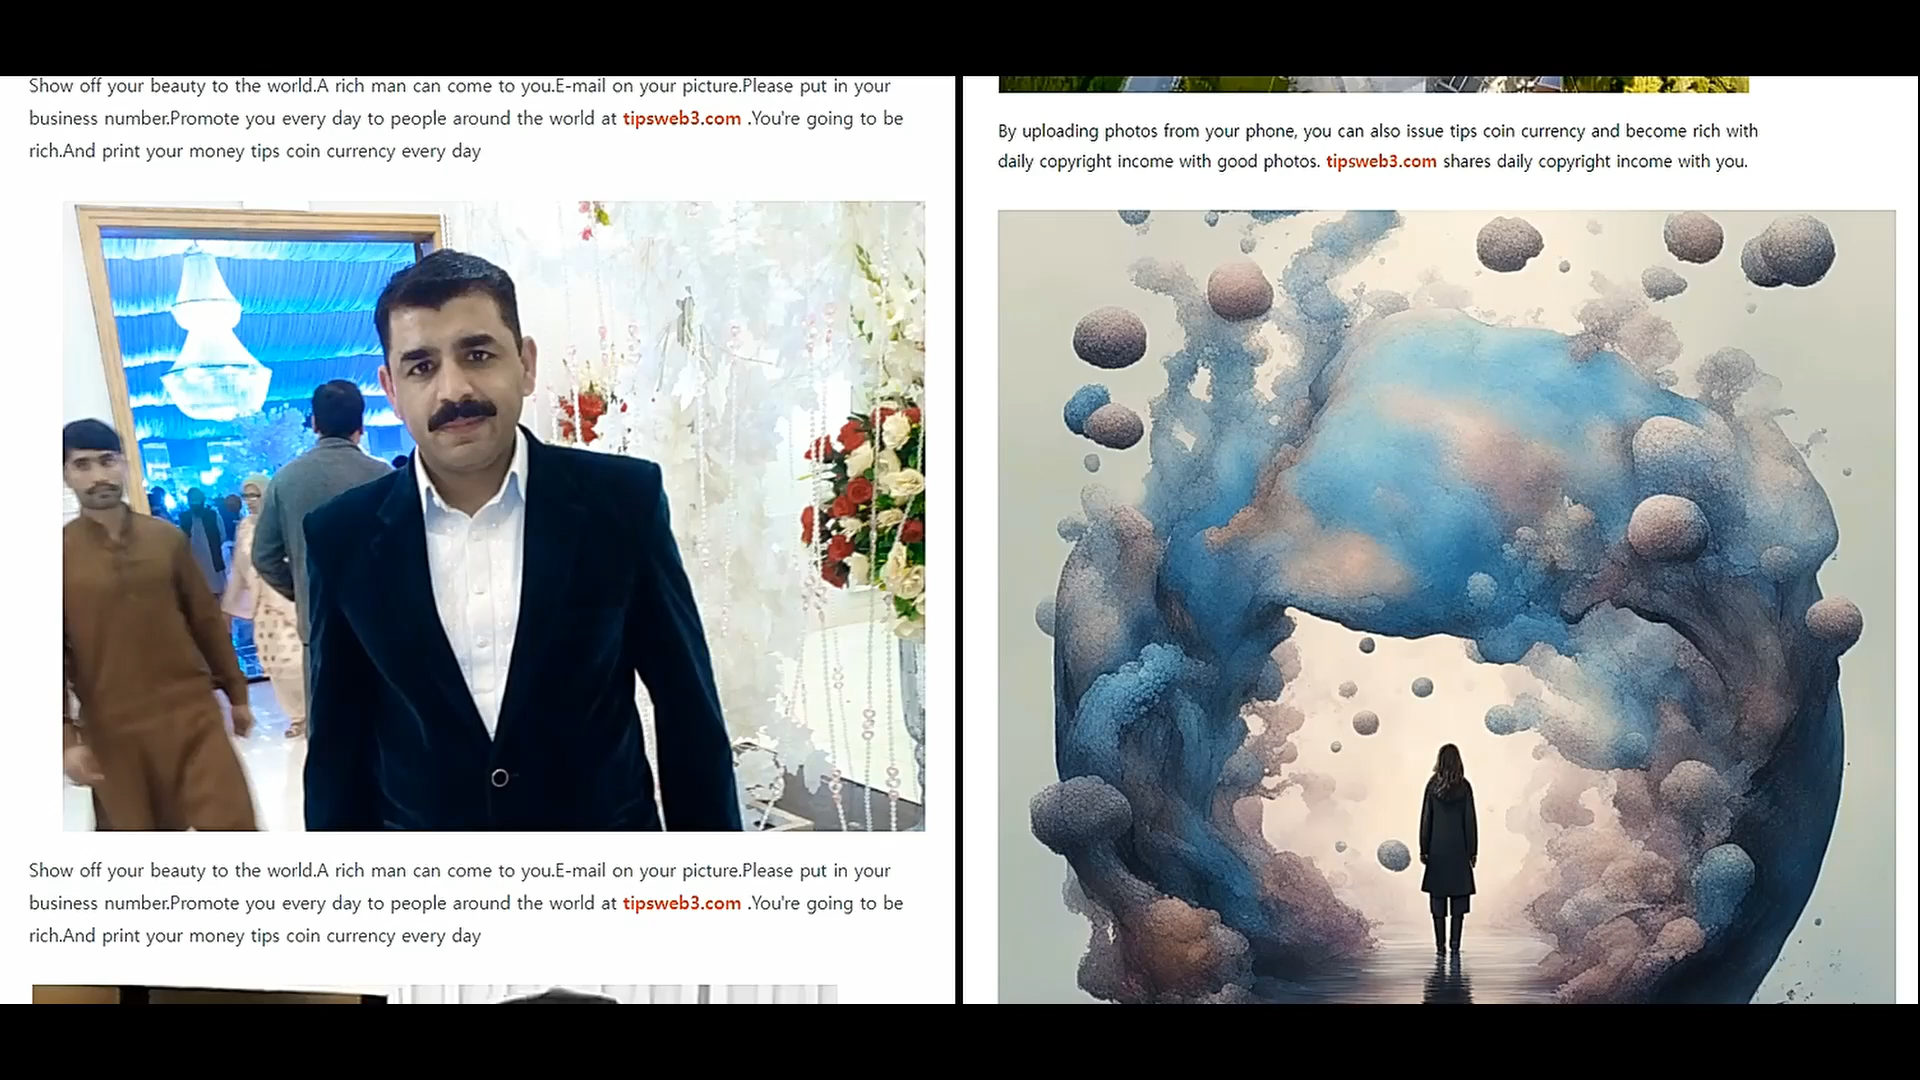 Show off your beauty to the world.A rich man can come to you.E-mail on your picture.Please put in your
business number.Promote you every day to people around the world at tipsweb3.com .You're going to be
rich.And print your money tips coin currency every day
Show off your beauty to the world.A rich man can come to you.E-mail on your picture.Please put in your
business number.Promote you every day to people around the world at tipsweb3.com .You're going to be
rich.And print your money tips coin currency every day
By uploading photos from your phone, you can also issue tips coin currency and become rich with
daily copyright income with good photos. tipsweb3.com shares daily copyright income with you.